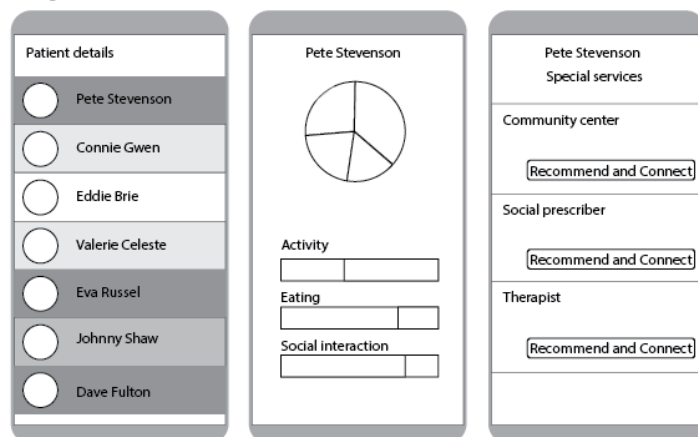 Patient details
Pete Stevenson
Connie Gwen
Eddie Brie
Valerie Celeste
Eva Russel
Johnny Shaw
Dave Fulton
Pete Stevenson
Activity
Eating
Social interaction
Pete Stevenson
Special services
Community center
Recommend and Connect
Social prescriber
Recommend and Connect
Therapist
Recommend and Connect